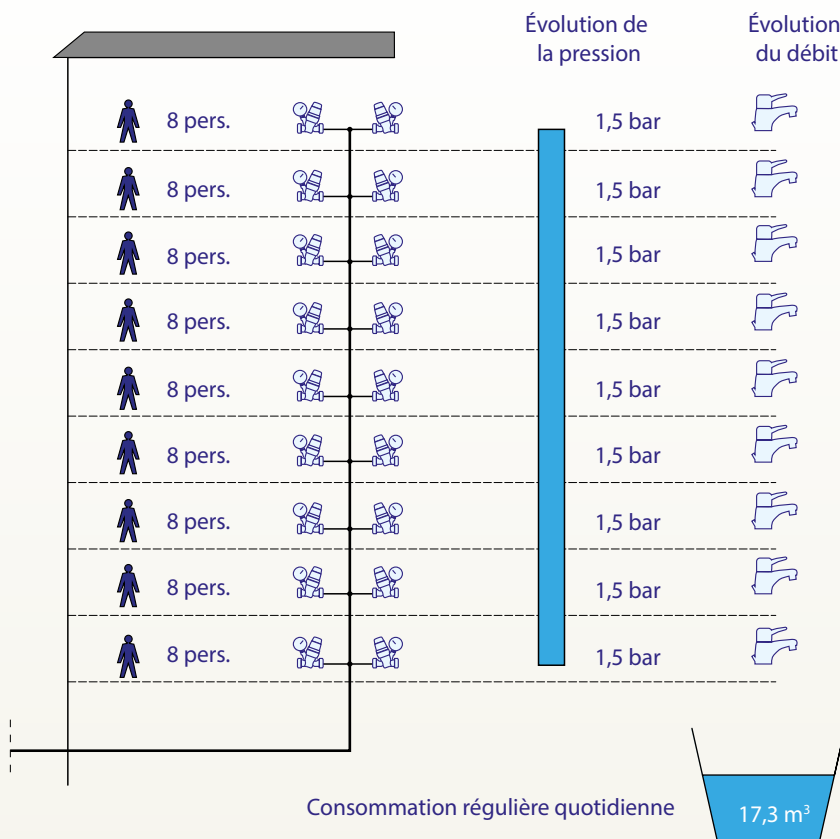 Évolution de
la pression
Évolution
du débit
8 pers.
1,5 bar
8 pers.
1,5 bar
8 pers.
1,5 bar
8 pers.
1,5 bar
8 pers.
1,5 bar
8 pers.
1,5 bar
8 pers.
1,5 bar
8 pers.
1,5 bar
8 pers.
1,5 bar
Consommation régulière quotidienne
17,3 m³